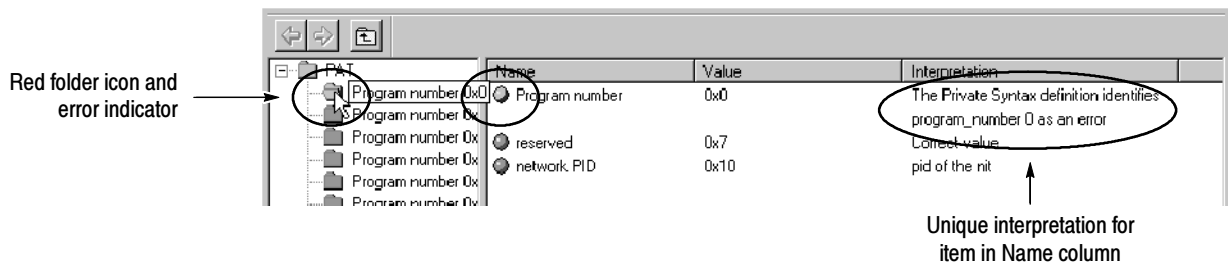 PAT
Name Value Interpretation
Red folder icon and
error indicator
Program number 0x0
Program number 0x0 The Private Syntax definition identifies
program_number 0 as an error
Program number 0x
Program number 0x
reserved 0x7 Correct value
Program number 0x
network PID 0x10 pid of the nit
Program number 0x
Program number 0x
Unique interpretation for
item in Name column